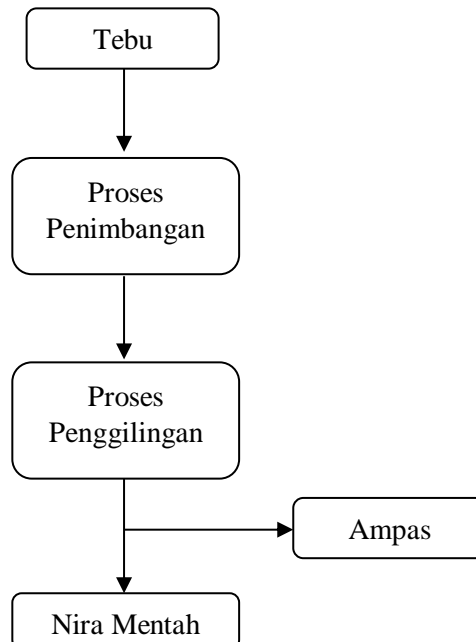 Tebu
Proses
Penimbangan
Proses
Penggilingan
Ampas
Nira Mentah